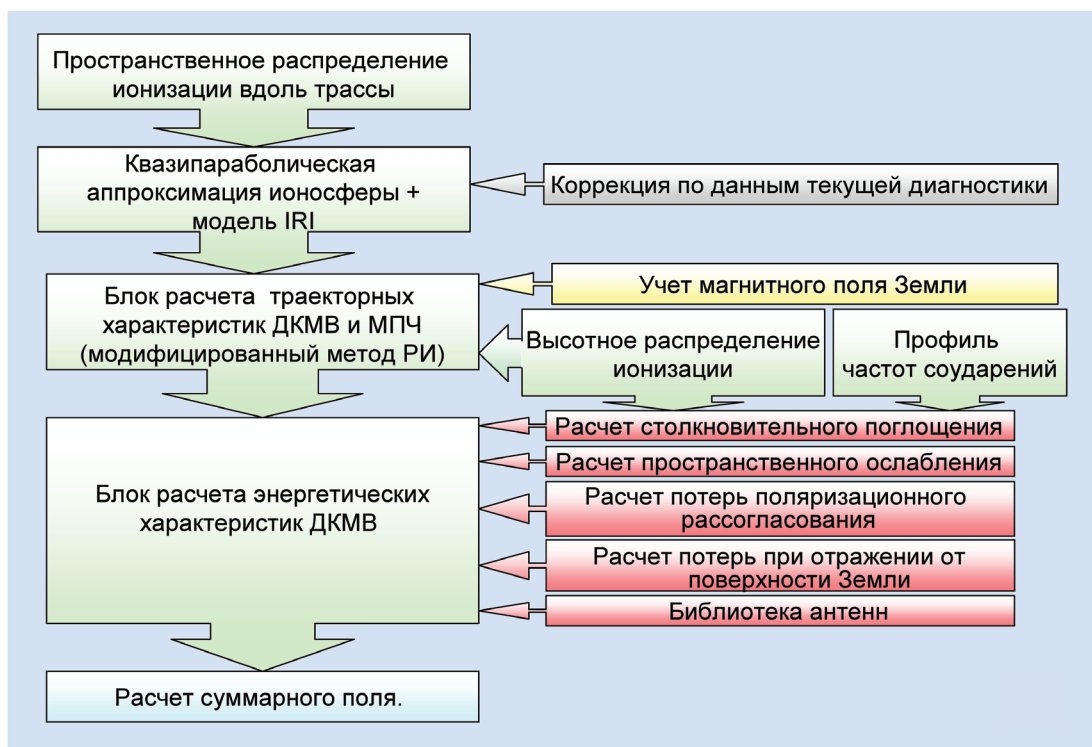 Пространственное распределение
ионизации вдоль трассы
Квазипараболическая
аппроксимация ионосферы +
модель IRI
Коррекция по данным текущей диагностики
Блок расчета траекторных
характеристик ДКМВ и МПЧ
(модифицированный метод РИ)
Учет магнитного поля Земли
Высотное распределение
ионизации
Профиль
частот соударений
Блок расчета энергетических
характеристик ДКМВ
Расчет столкновительного поглощения
Расчет пространственного ослабления
Расчет потерь поляризационного
рассогласования
Расчет потерь при отражении от
поверхности Земли
Библиотека антенн
Расчет суммарного поля.